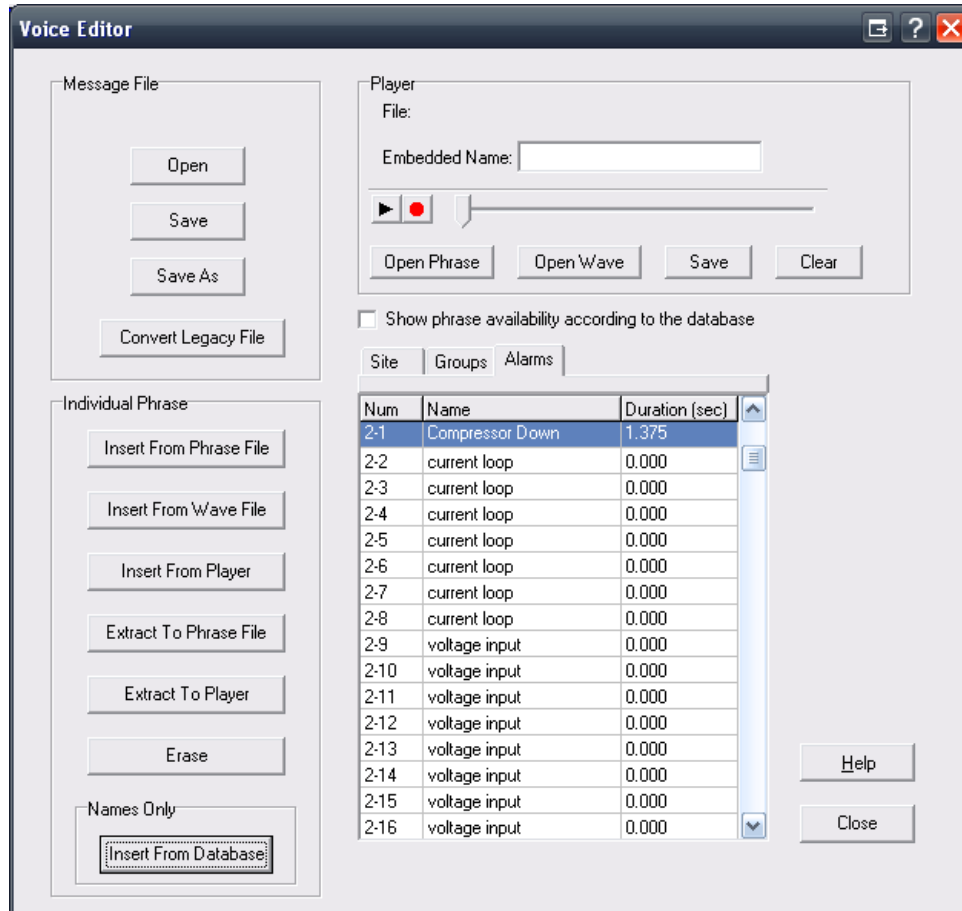 Voice Editor
Message File
Open
Save
Save As
Convert Legacy File
Player
File:
Embedded Name:
Open Phrase Open Wave Save Clear
Show phrase availability according to the database
Site Groups Alarms
Num Name Duration (sec)
2-1 Compressor Down 1.375
2-2 current loop 0.000
2-3 current loop 0.000
2-4 current loop 0.000
2-5 current loop 0.000
2-6 current loop 0.000
2-7 current loop 0.000
2-8 current loop 0.000
2-9 voltage input 0.000
2-10 voltage input 0.000
2-11 voltage input 0.000
2-12 voltage input 0.000
2-13 voltage input 0.000
2-14 voltage input 0.000
2-15 voltage input 0.000
2-16 voltage input 0.000
Individual Phrase
Insert From Phrase File
Insert From Wave File
Insert From Player
Extract To Phrase File
Extract To Player
Erase
Names Only
Insert From Database
Help
Close